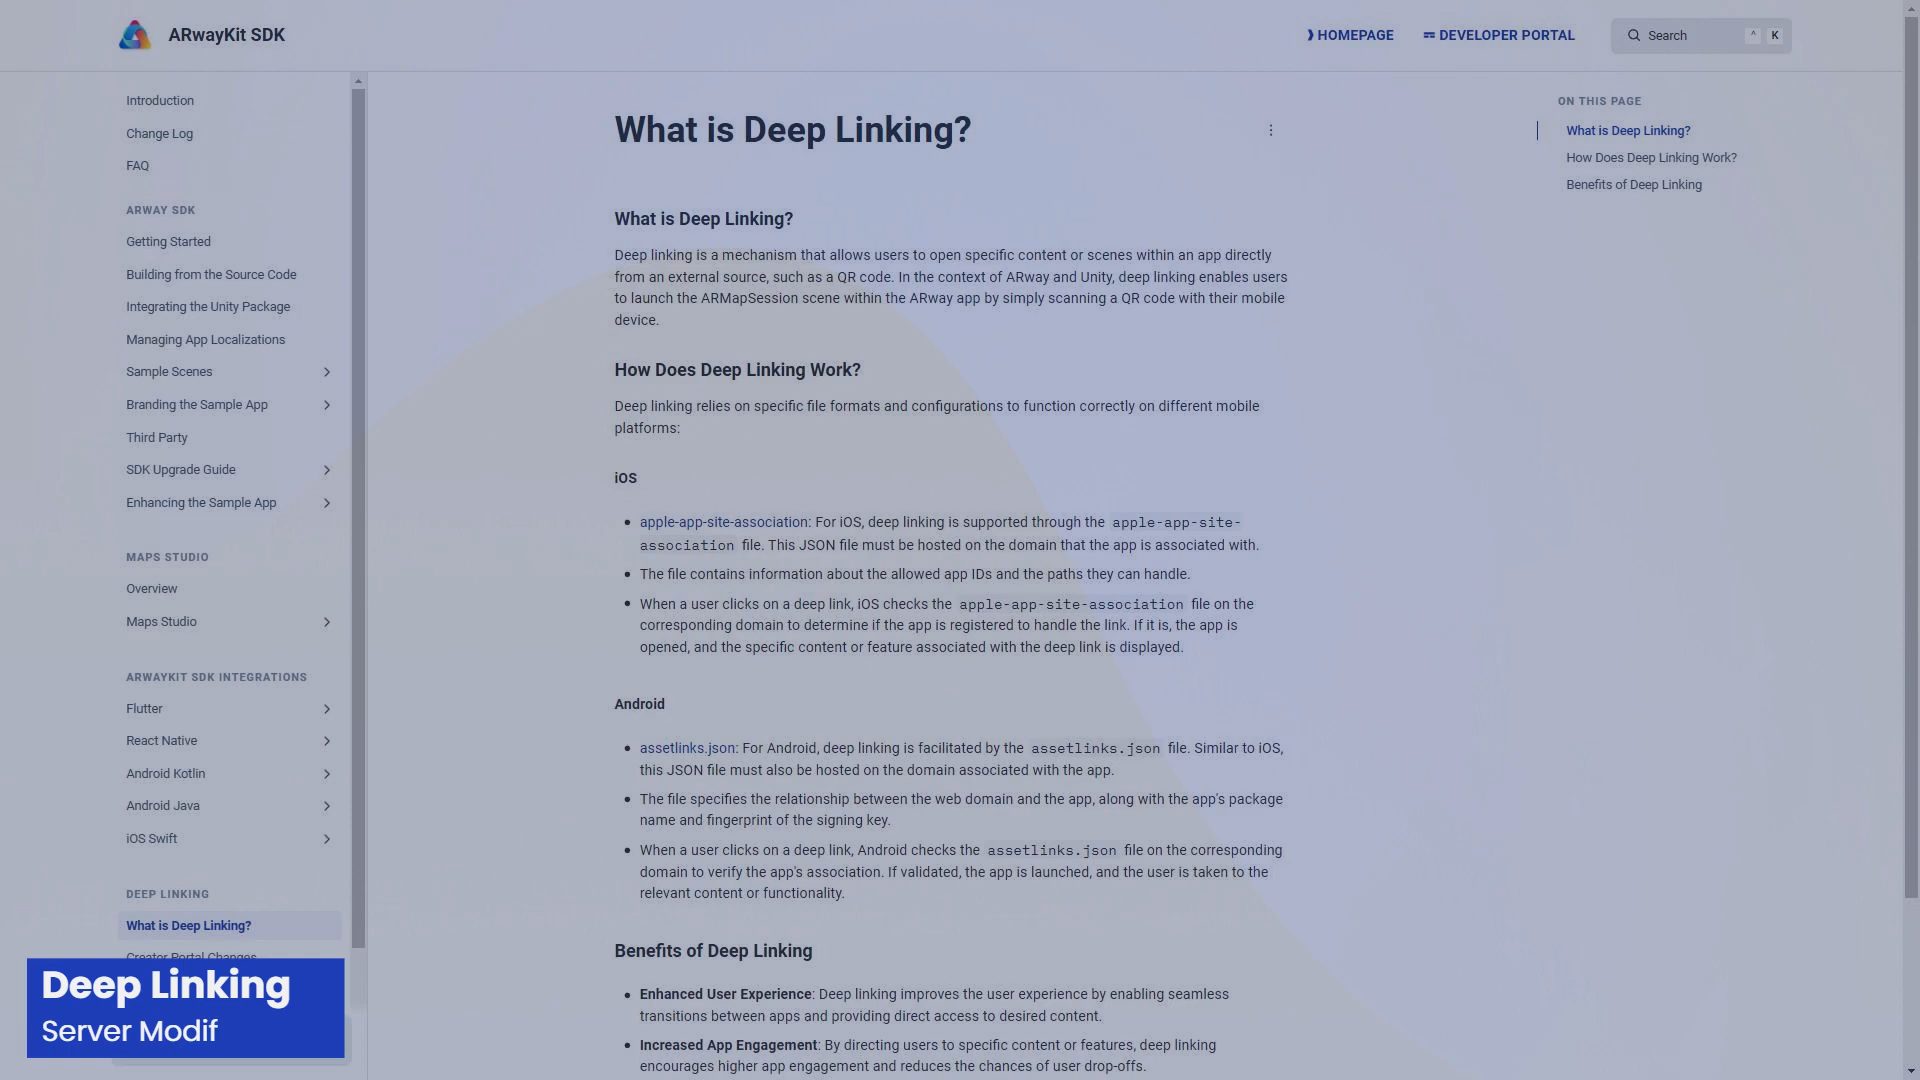 ARwayKit SDK
HOMEPAGE
DEVELOPER PORTAL
Search
^ K
Introduction
Change Log
FAQ
ARWAY SDK
Getting Started
Building from the Source Code
Integrating the Unity Package
Managing App Localizations
Sample Scenes
Branding the Sample App
Third Party
SDK Upgrade Guide
Enhancing the Sample App
MAPS STUDIO
Overview
Maps Studio
ARWAYKIT SDK INTEGRATIONS
Flutter
React Native
Android Kotlin
Android Java
iOS Swift
DEEP LINKING
What is Deep Linking?
Creator Portal Changes
Deep Linking
Server Modif
What is Deep Linking?
What is Deep Linking?
Deep linking is a mechanism that allows users to open specific content or scenes within an app directly
from an external source, such as a QR code. In the context of ARway and Unity, deep linking enables users
to launch the ARMapSession scene within the ARway app by simply scanning a QR code with their mobile
device.
How Does Deep Linking Work?
Deep linking relies on specific file formats and configurations to function correctly on different mobile
platforms:
iOS
apple-app-site-association: For iOS, deep linking is supported through the apple-app-site-
association file. This JSON file must be hosted on the domain that the app is associated with.
The file contains information about the allowed app IDs and the paths they can handle.
When a user clicks on a deep link, iOS checks the apple-app-site-association file on the
corresponding domain to determine if the app is registered to handle the link. If it is, the app is
opened, and the specific content or feature associated with the deep link is displayed.
Android
assetlinks.json: For Android, deep linking is facilitated by the assetlinks.json file. Similar to iOS,
this JSON file must also be hosted on the domain associated with the app.
The file specifies the relationship between the web domain and the app, along with the app's package
name and fingerprint of the signing key.
When a user clicks on a deep link, Android checks the assetlinks.json file on the corresponding
domain to verify the app's association. If validated, the app is launched, and the user is taken to the
relevant content or functionality.
Benefits of Deep Linking
Enhanced User Experience: Deep linking improves the user experience by enabling seamless
transitions between apps and providing direct access to desired content.
Increased App Engagement: By directing users to specific content or features, deep linking
encourages higher app engagement and reduces the chances of user drop-offs.
ON THIS PAGE
What is Deep Linking?
How Does Deep Linking Work?
Benefits of Deep Linking